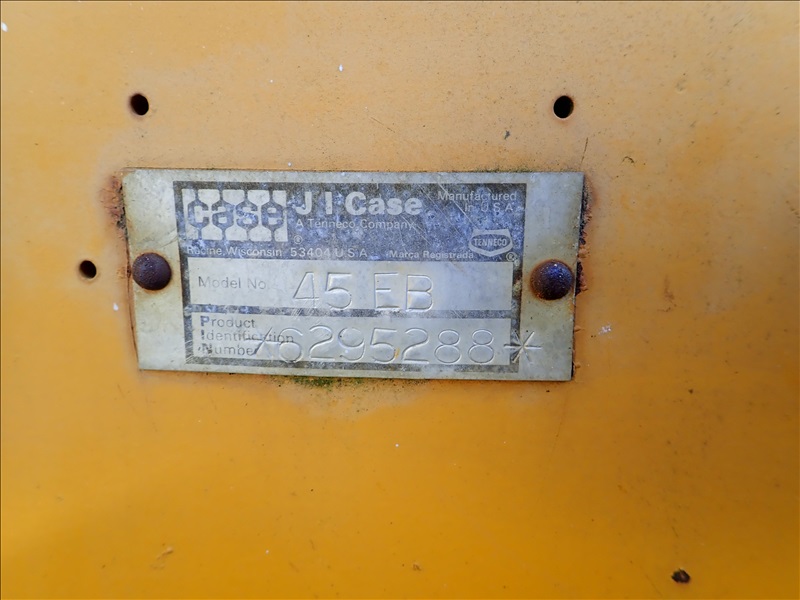 case
J I Case
A Tenneco Company
Manufactured
In U.S.A.
TENNECO
Racine, Wisconsin 53404 U.S.A.
Marca Registrada
®
Model No.
45 EB
Product
Identification
Number
6295288*